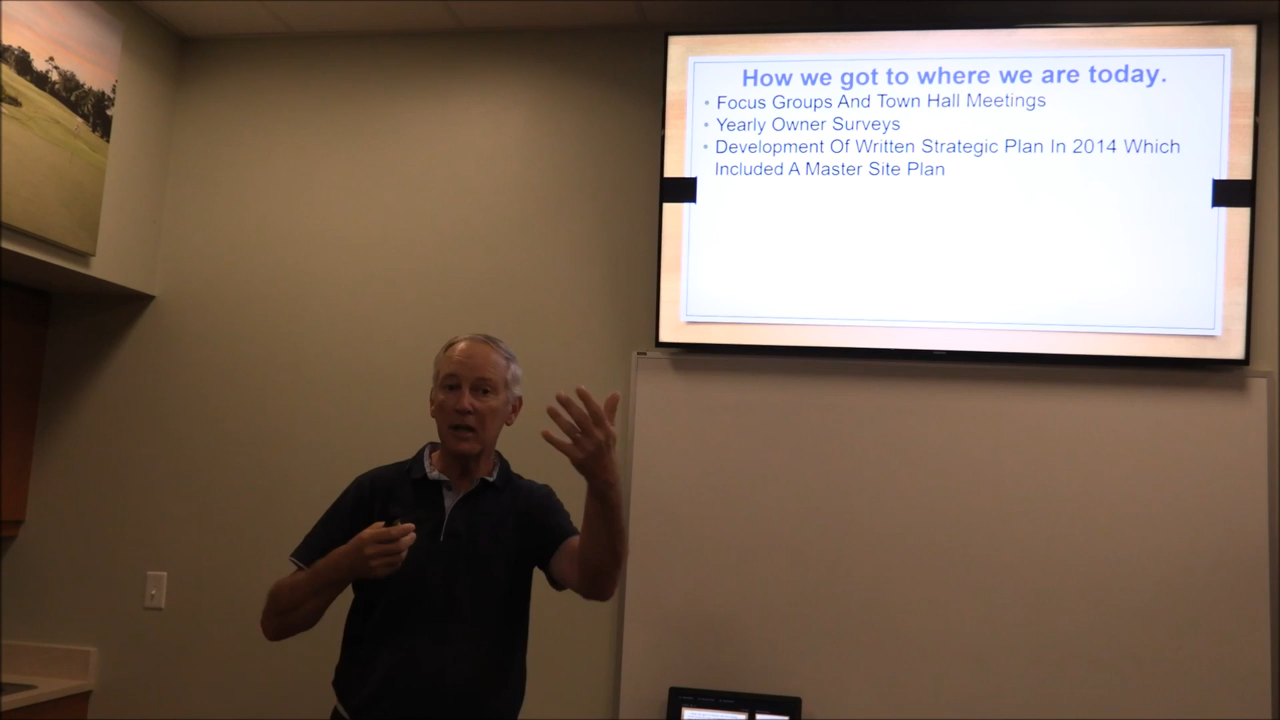 How we got to where we are today.
• Focus Groups And Town Hall Meetings
• Yearly Owner Surveys
• Development Of Written Strategic Plan In 2014 Which
Included A Master Site Plan